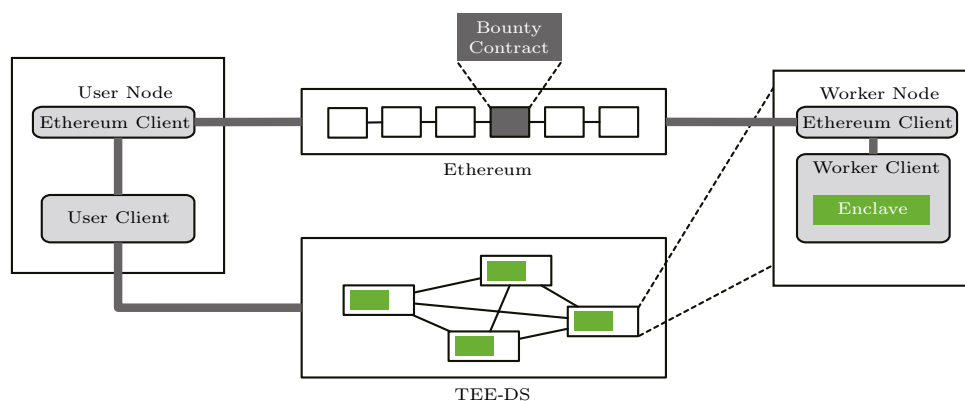 Bounty
Contract
User Node
Ethereum Client
User Client
Ethereum
TEE-DS
Worker Node
Ethereum Client
Worker Client
Enclave